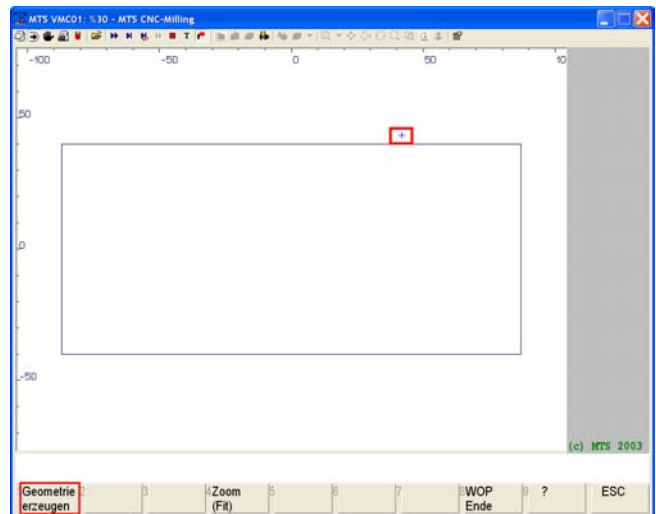 MTS VMC01: %30 - MTS CNC-Milling
T
-100 -50 0 50 10
50
0
-50
(c) MTS 2003
Geometrie erzeugen
2
3
4 Zoom (Fit)
5
6
7
8 WOP Ende
9 ?
ESC